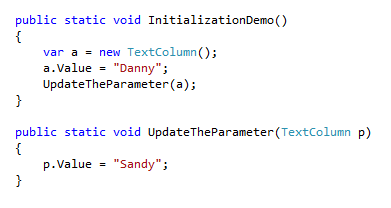 public static void InitializationDemo()
{
    var a = new TextColumn();
    a.Value = "Danny";
    UpdateTheParameter(a);
}

public static void UpdateTheParameter(TextColumn p)
{
    p.Value = "Sandy";
}